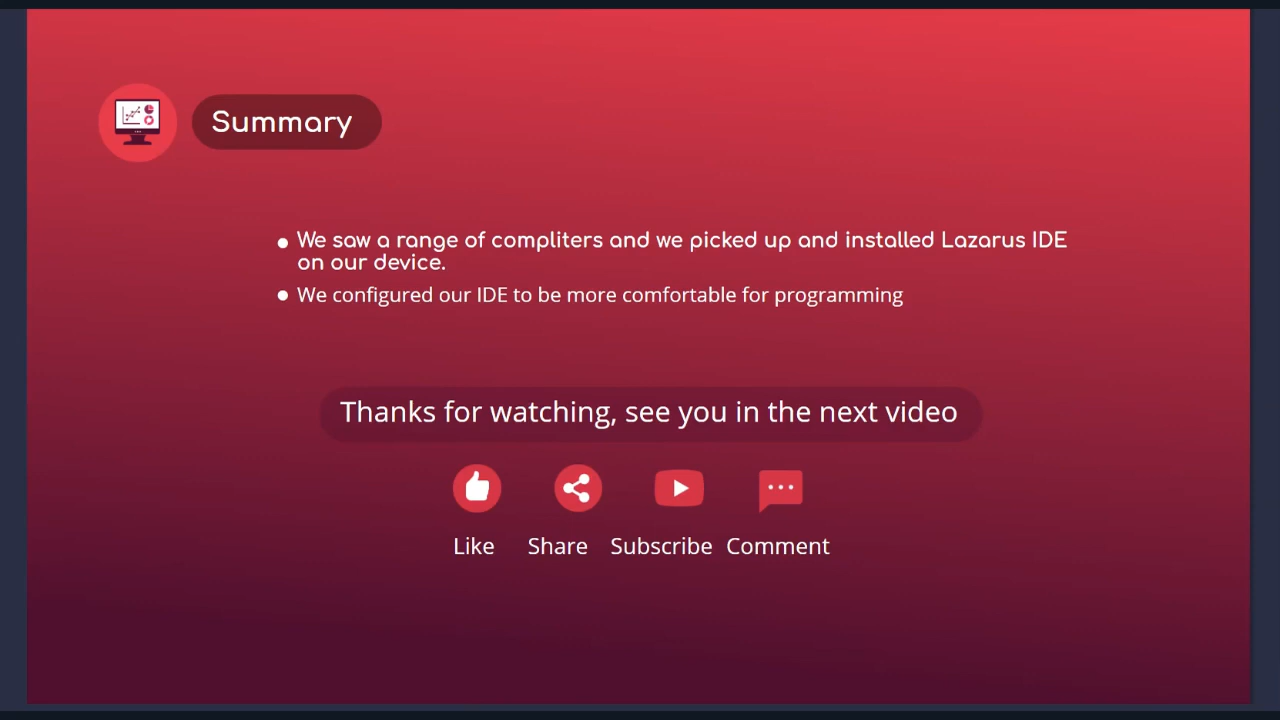 Summary
We saw a range of compliters and we picked up and installed Lazarus IDE
on our device.
We configured our IDE to be more comfortable for programming
Thanks for watching, see you in the next video
Like Share Subscribe Comment